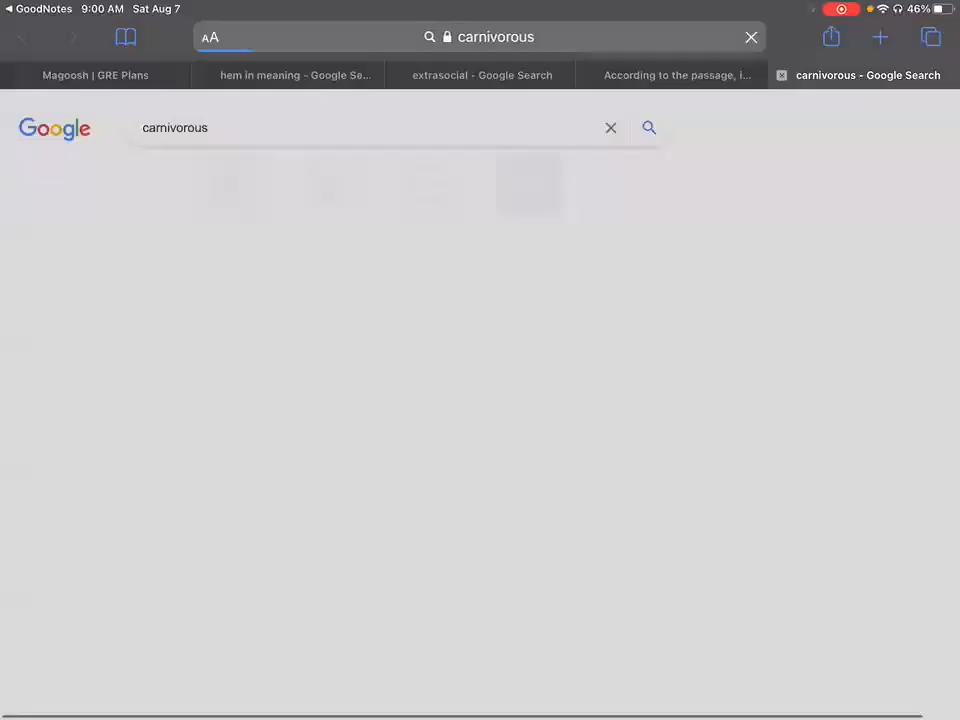 GoodNotes 9:00 AM Sat Aug 7 46%
AA carnivorous
Magoosh | GRE Plans
hem in meaning - Google Se...
extrasocial - Google Search
According to the passage, i...
carnivorous - Google Search
Google carnivorous